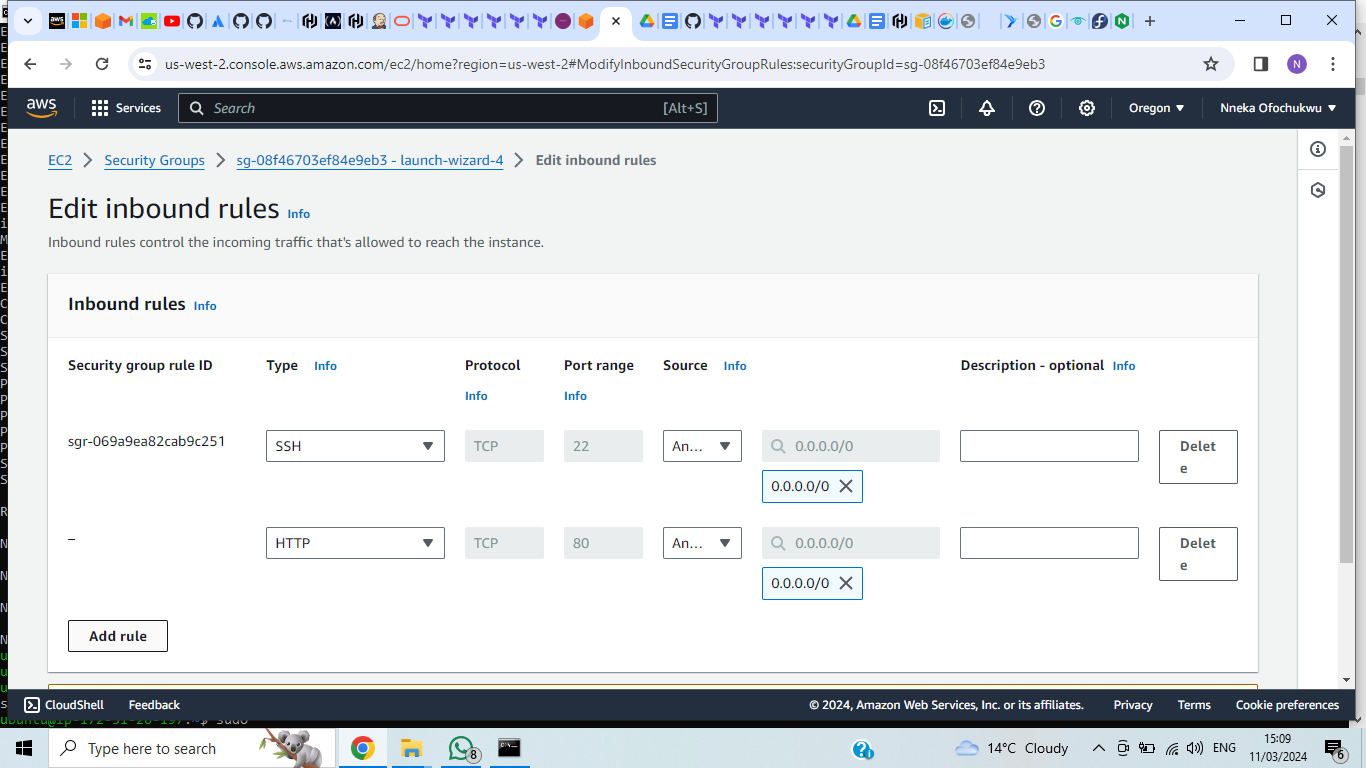 us-west-2.console.aws.amazon.com/ec2/home?region=us-west-2#ModifyInboundSecurityGroupRules:securityGroupId=sg-08f46703ef84e9eb3
N
aws
Services
Search
[Alt+S]
Oregon
Nneka Ofochukwu
EC2
Security Groups
sg-08f46703ef84e9eb3 - launch-wizard-4
Edit inbound rules
Edit inbound rules Info
Inbound rules control the incoming traffic that's allowed to reach the instance.
Inbound rules Info
Security group rule ID
Type Info
Protocol
Info
Port range
Info
Source Info
Description - optional Info
sgr-069a9ea82cab9c251
SSH
TCP
22
An...
0.0.0.0/0
0.0.0.0/0
Delet
e
–
HTTP
TCP
80
An...
0.0.0.0/0
0.0.0.0/0
Delet
e
Add rule
CloudShell
Feedback
© 2024, Amazon Web Services, Inc. or its affiliates.
Privacy
Terms
Cookie preferences
Type here to search
8
14°C Cloudy
ENG
15:09
11/03/2024
6